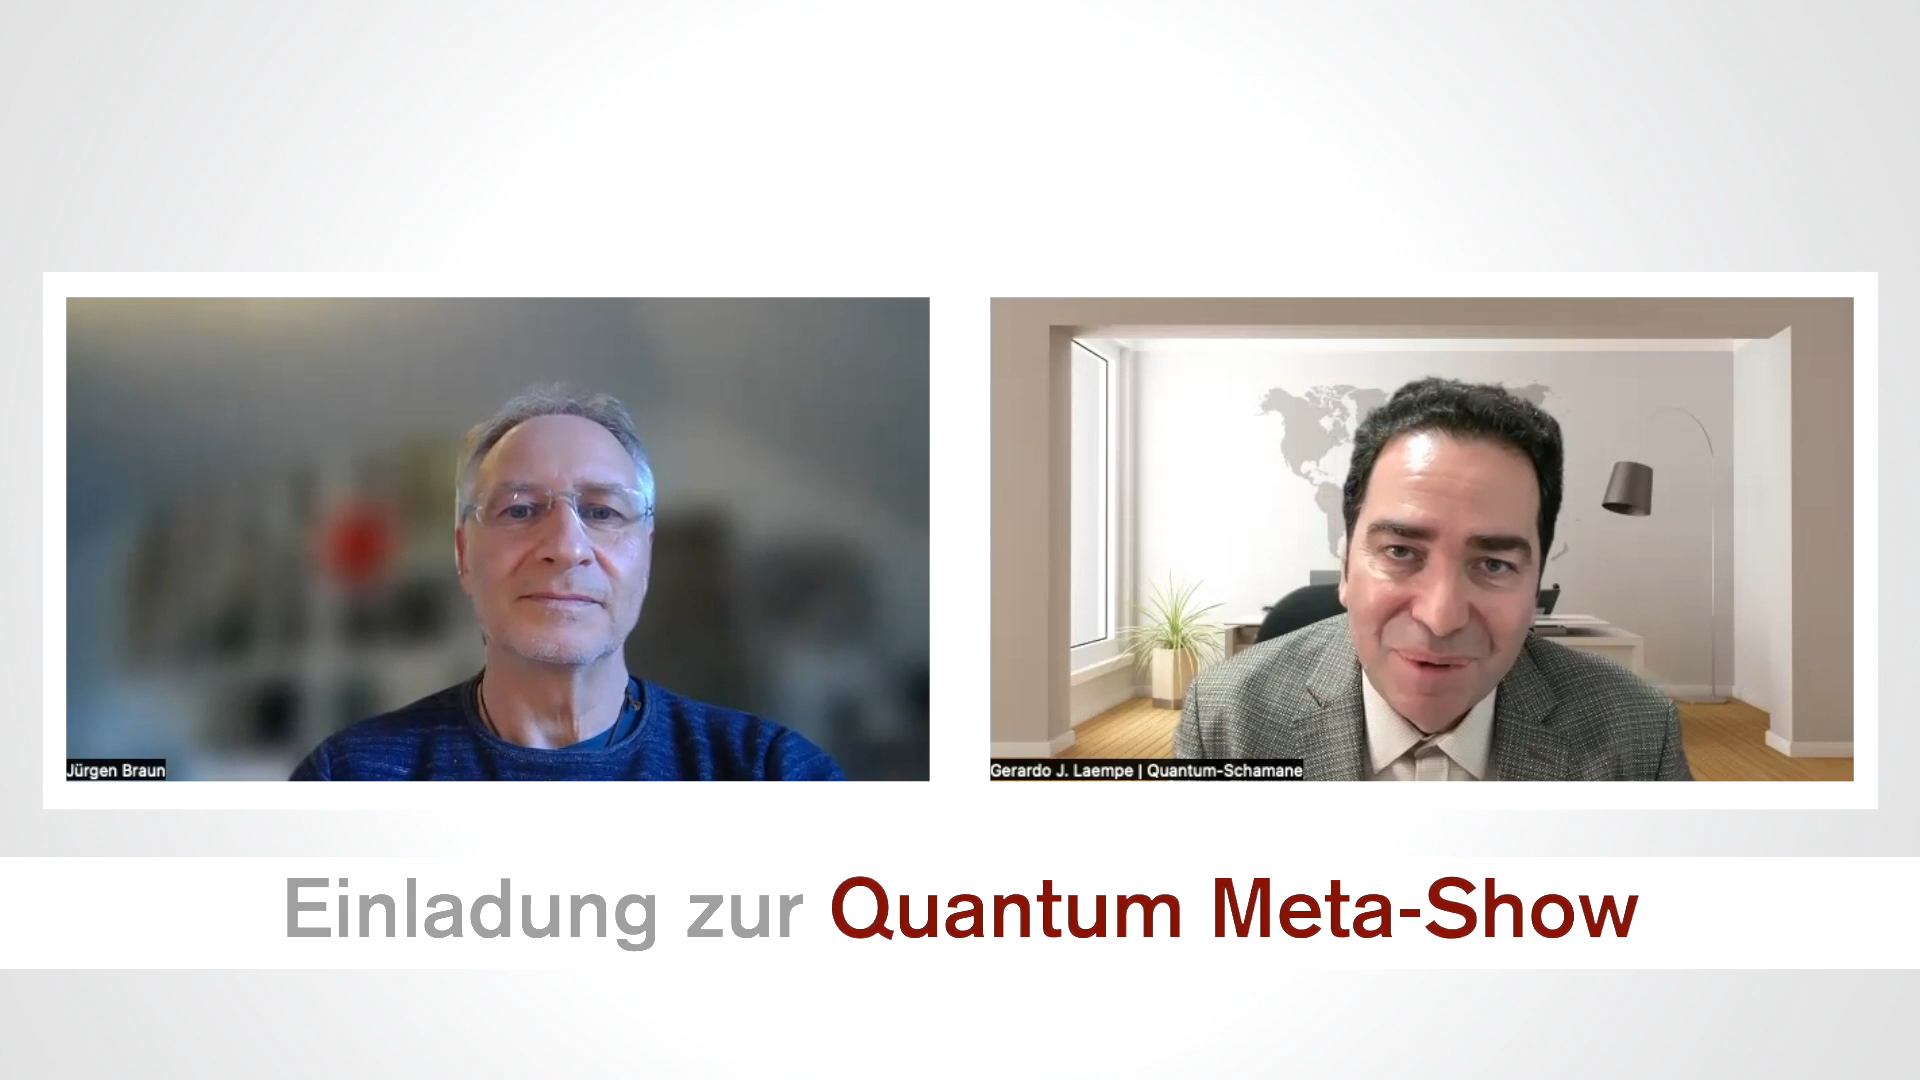 Jürgen Braun
Gerardo J. Laempe | Quantum-Schamane
Einladung zur Quantum Meta-Show